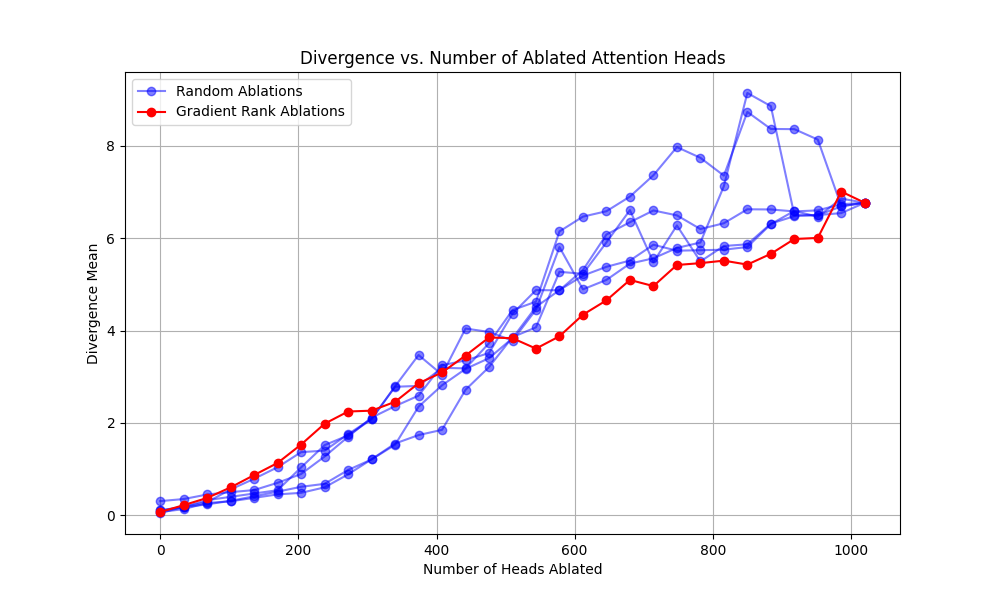 Divergence vs. Number of Ablated Attention Heads
Random Ablations
Gradient Rank Ablations
8
6
4
2
0
Divergence Mean
0 200 400 600 800 1000
Number of Heads Ablated